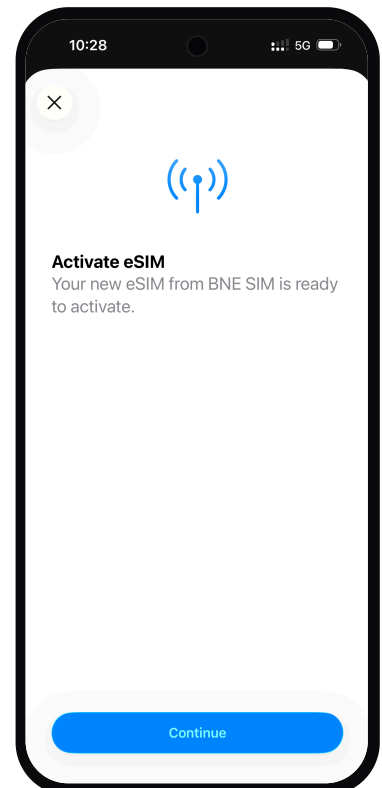 10:28
5G
Activate eSIM
Your new eSIM from BNE SIM is ready
to activate.
Continue